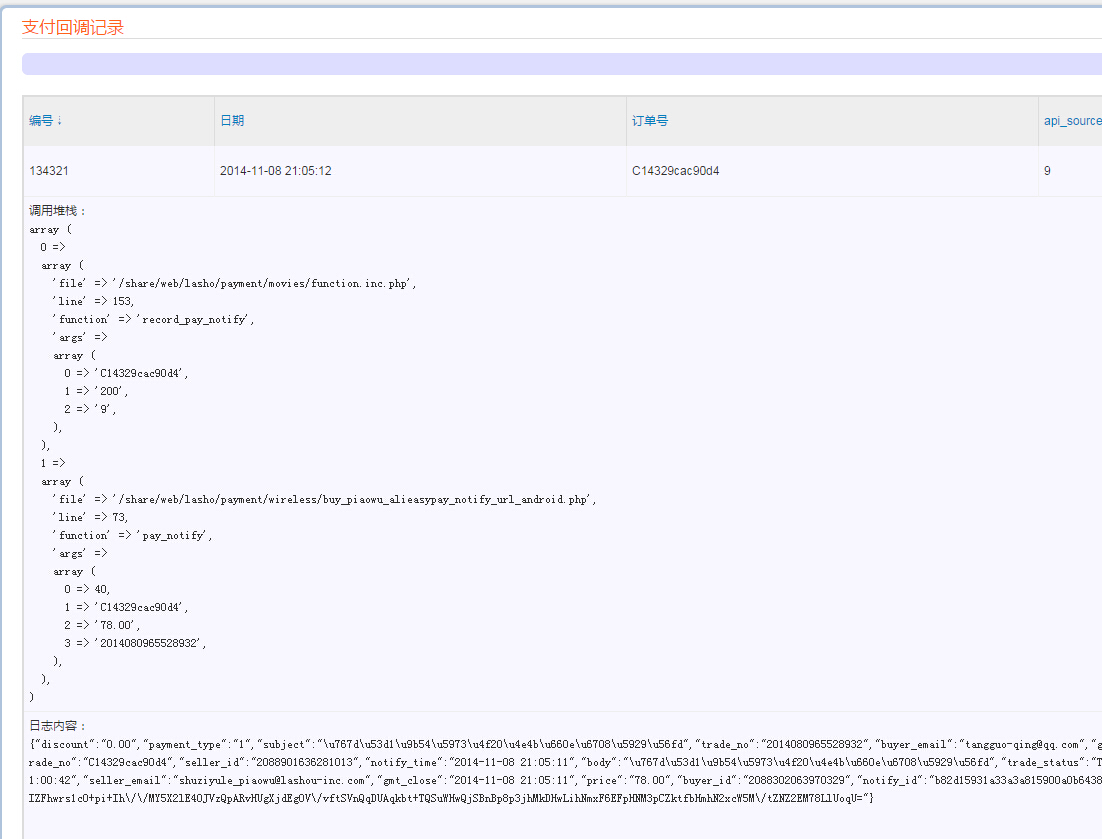 支付回调记录
编号↓ 日期 订单号 api_source
134321 2014-11-08 21:05:12 C14329cac90d4 9
调用堆栈：
array (
0 =>
array (
'file' => '/share/web/lasho/payment/movies/function.inc.php',
'line' => 153,
'function' => 'record_pay_notify',
'args' =>
array (
0 => 'C14329cac90d4',
1 => '200',
2 => '9',
),
),
1 =>
array (
'file' => '/share/web/lasho/payment/wireless/buy_piaowu_alieasypay_notify_url_android.php',
'line' => 73,
'function' => 'pay_notify',
'args' =>
array (
0 => 40,
1 => 'C14329cac90d4',
2 => '78.00',
3 => '2014080965528932',
),
),
)
日志内容：
{"discount":"0.00","payment_type":"1","subject":"\u767d\u53d1\u9b54\u5973\u4f20\u4e4b\u660e\u6708\u5929\u56fd","trade_no":"2014080965528932","buyer_email":"tangguo-qing@qq.com","g
rade_no":"C14329cac90d4","seller_id":"2088901636281013","notify_time":"2014-11-08 21:05:11","body":"\u767d\u53d1\u9b54\u5973\u4f20\u4e4b\u660e\u6708\u5929\u56fd","trade_status":"T
1:00:42","seller_email":"shuziyule_piaowu@lashou-inc.com","gmt_close":"2014-11-08 21:05:11","price":"78.00","buyer_id":"2088302063970329","notify_id":"b82d15931a33a3a815900a0b6438
IZFhwrs1cO+pi+Ih\/\/MY5X2lE4OJVzQpARvHUgXjdEgOV\/vftSVnQqDUAqkbt+TQSuWHwQjSBnBp8p3jhMkDHwLihNmxF6EFpHNM3pCZktfbHmhN2xcW5M\/tZNZ2EM78LlUoqU="}